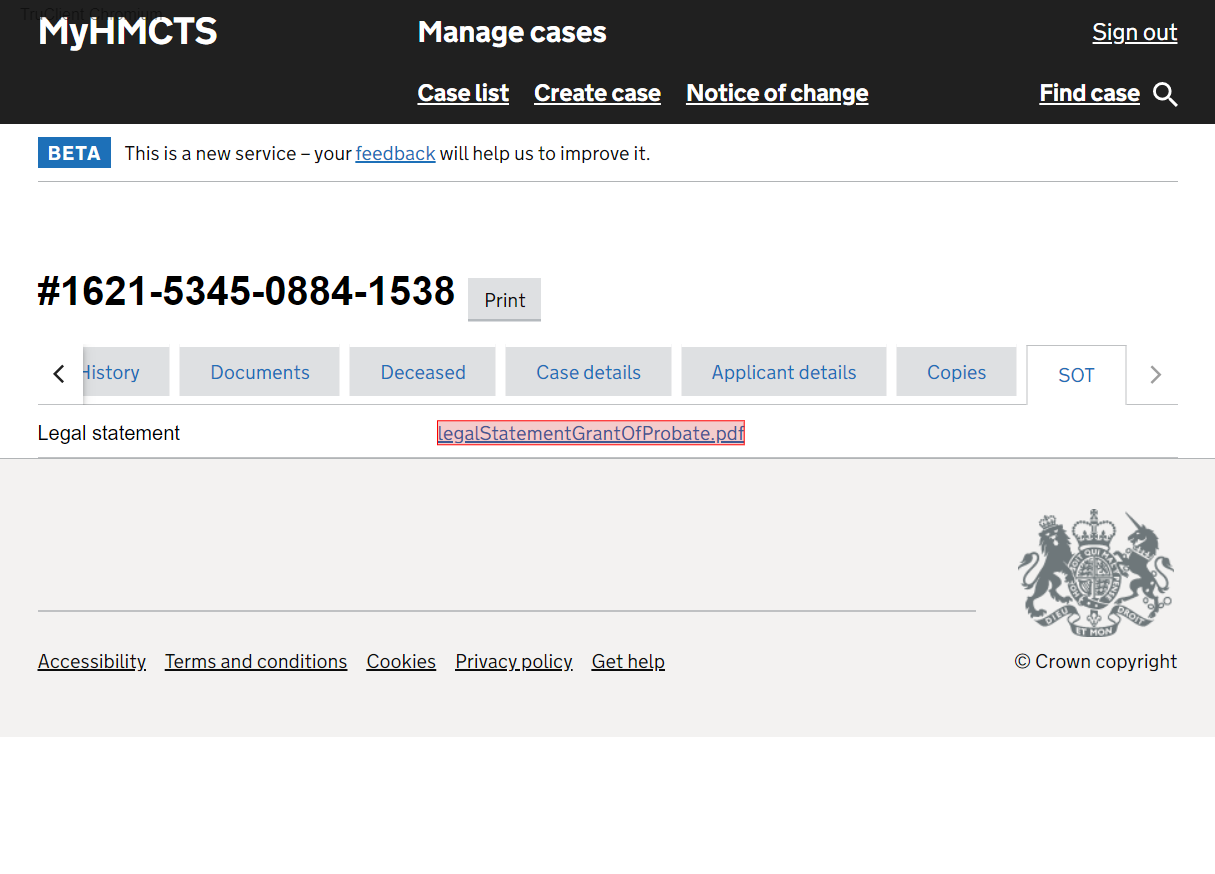 TruClient Chromium
MyHMCTS
Manage cases
Sign out
Case list Create case Notice of change Find case
BETA This is a new service – your feedback will help us to improve it.
#1621-5345-0884-1538 Print
History Documents Deceased Case details Applicant details Copies SOT
Legal statement legalStatementGrantOfProbate.pdf
DIEU ET MON DROIT
Accessibility Terms and conditions Cookies Privacy policy Get help © Crown copyright